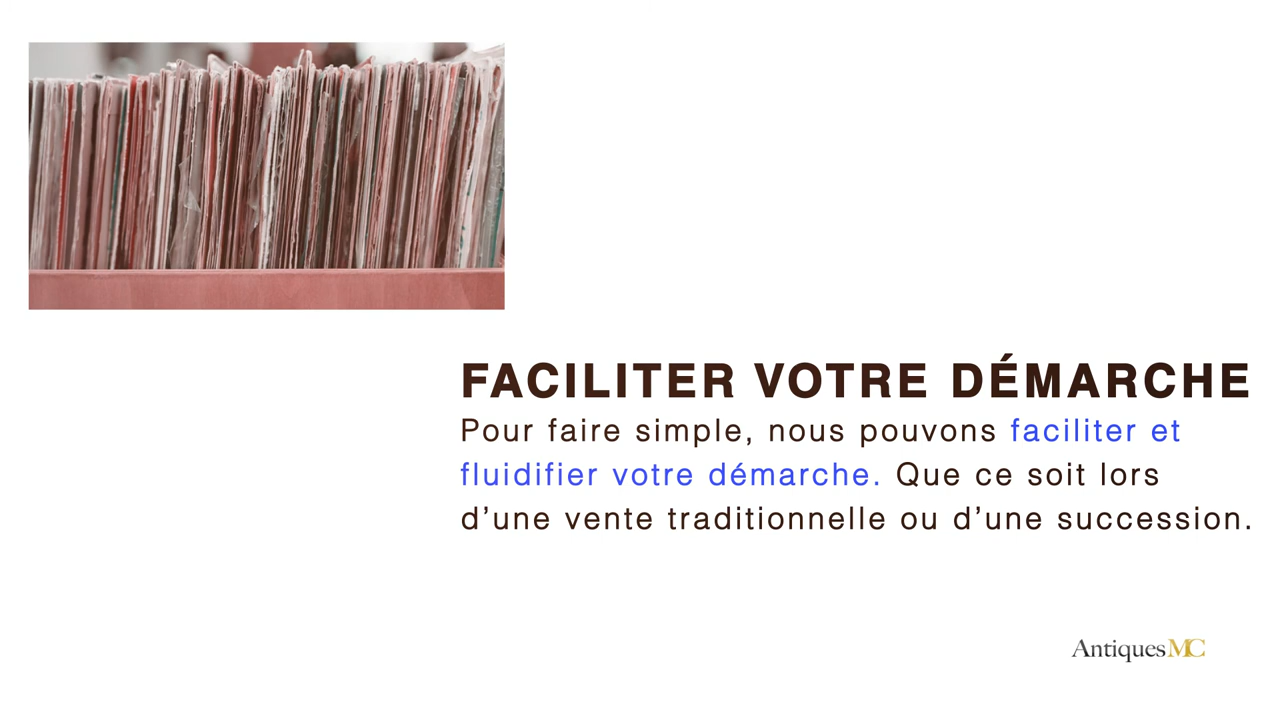 FACILITER VOTRE DÉMARCHE
Pour faire simple, nous pouvons faciliter et
fluidifier votre démarche. Que ce soit lors
d’une vente traditionnelle ou d’une succession.
AntiquesMC